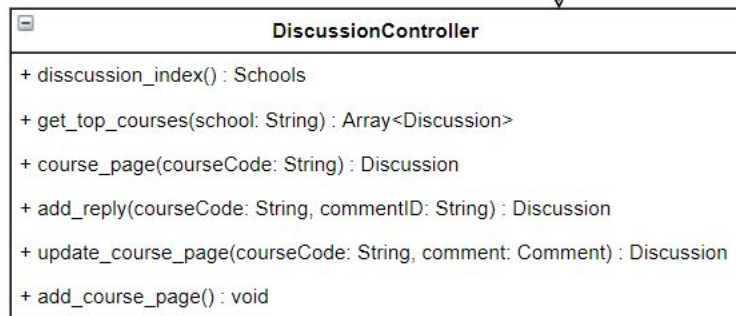 DiscussionController
+ disscussion_index() : Schools
+ get_top_courses(school: String) : Array<Discussion>
+ course_page(courseCode: String) : Discussion
+ add_reply(courseCode: String, commentID: String) : Discussion
+ update_course_page(courseCode: String, comment: Comment) : Discussion
+ add_course_page() : void